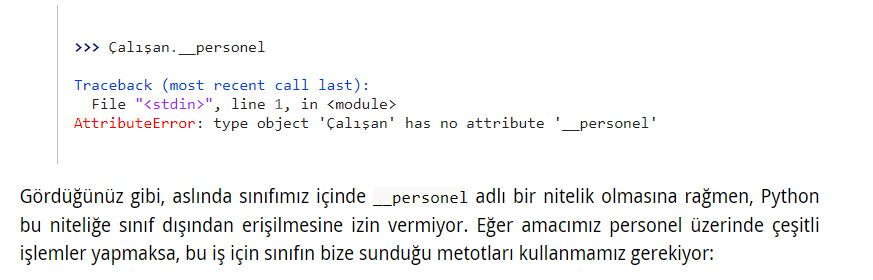 >>> Çalışan.__personel
Traceback (most recent call last):
  File "<stdin>", line 1, in <module>
AttributeError: type object 'Çalışan' has no attribute '__personel'
Gördüğünüz gibi, aslında sınıfımız içinde __personel adlı bir nitelik olmasına rağmen, Python
bu niteliğe sınıf dışından erişilmesine izin vermiyor. Eğer amacımız personel üzerinde çeşitli
işlemler yapmaksa, bu iş için sınıfın bize sunduğu metotları kullanmamız gerekiyor: